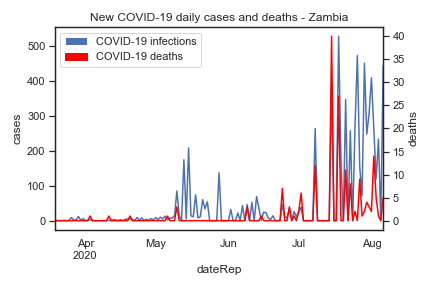 New COVID-19 daily cases and deaths - Zambia
COVID-19 infections
COVID-19 deaths
500
400
300
200
100
0
cases
40
35
30
25
20
15
10
5
0
deaths
Apr
2020
May
Jun
Jul
Aug
dateRep